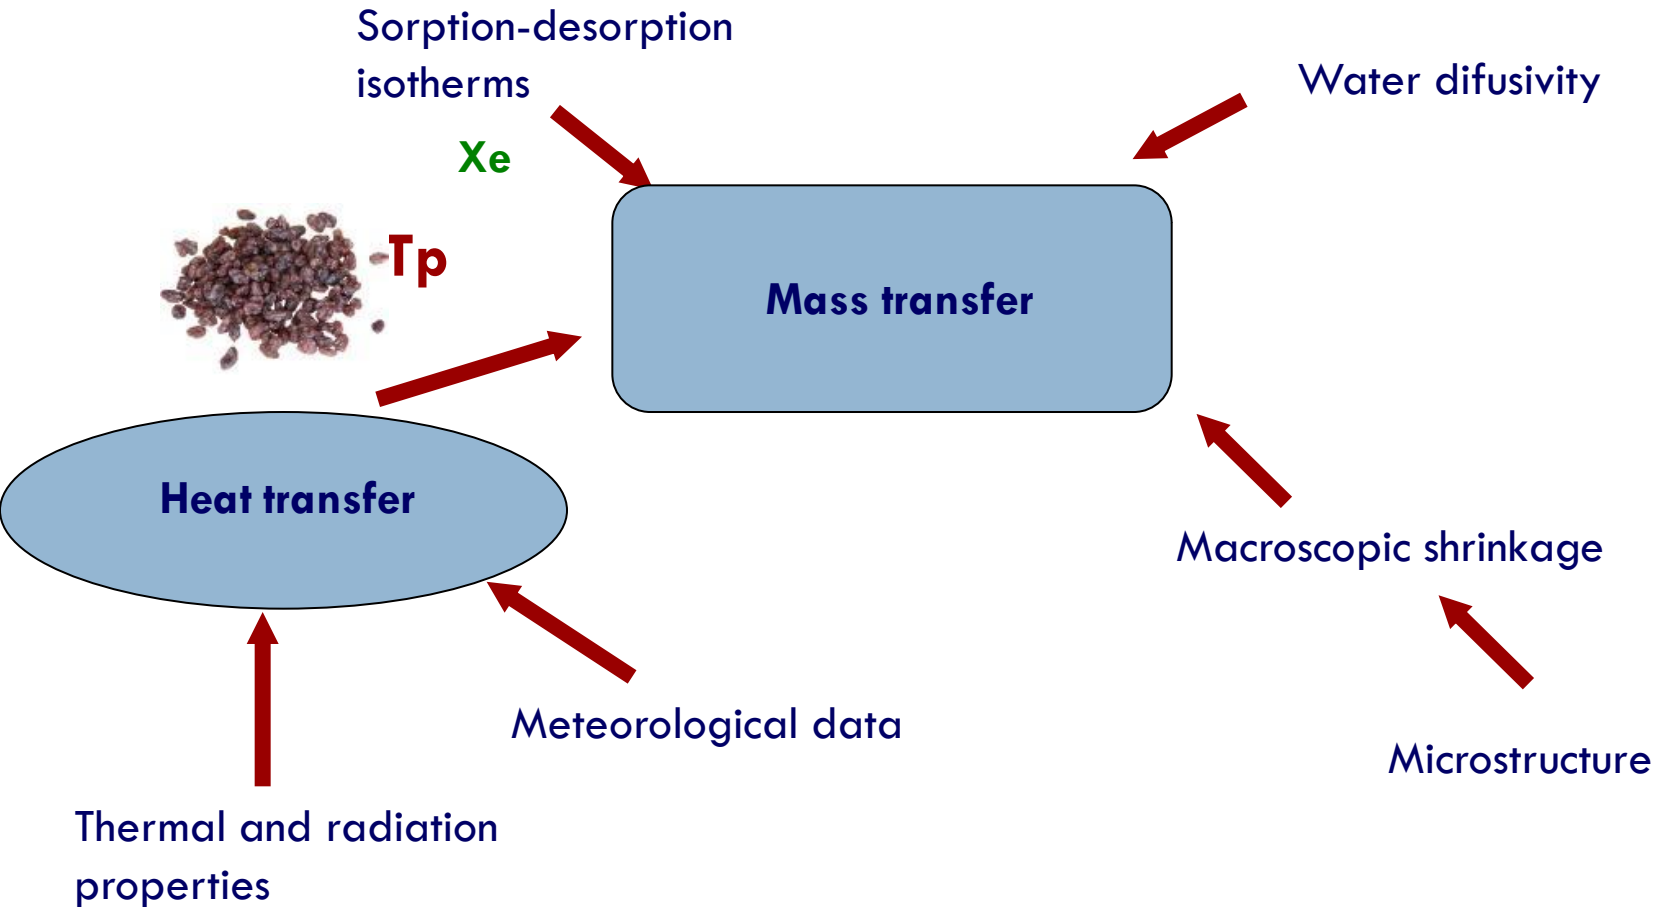 Sorption-desorption
isotherms
Water difusivity
Xe
Tp
Mass transfer
Heat transfer
Macroscopic shrinkage
Meteorological data
Microstructure
Thermal and radiation
properties